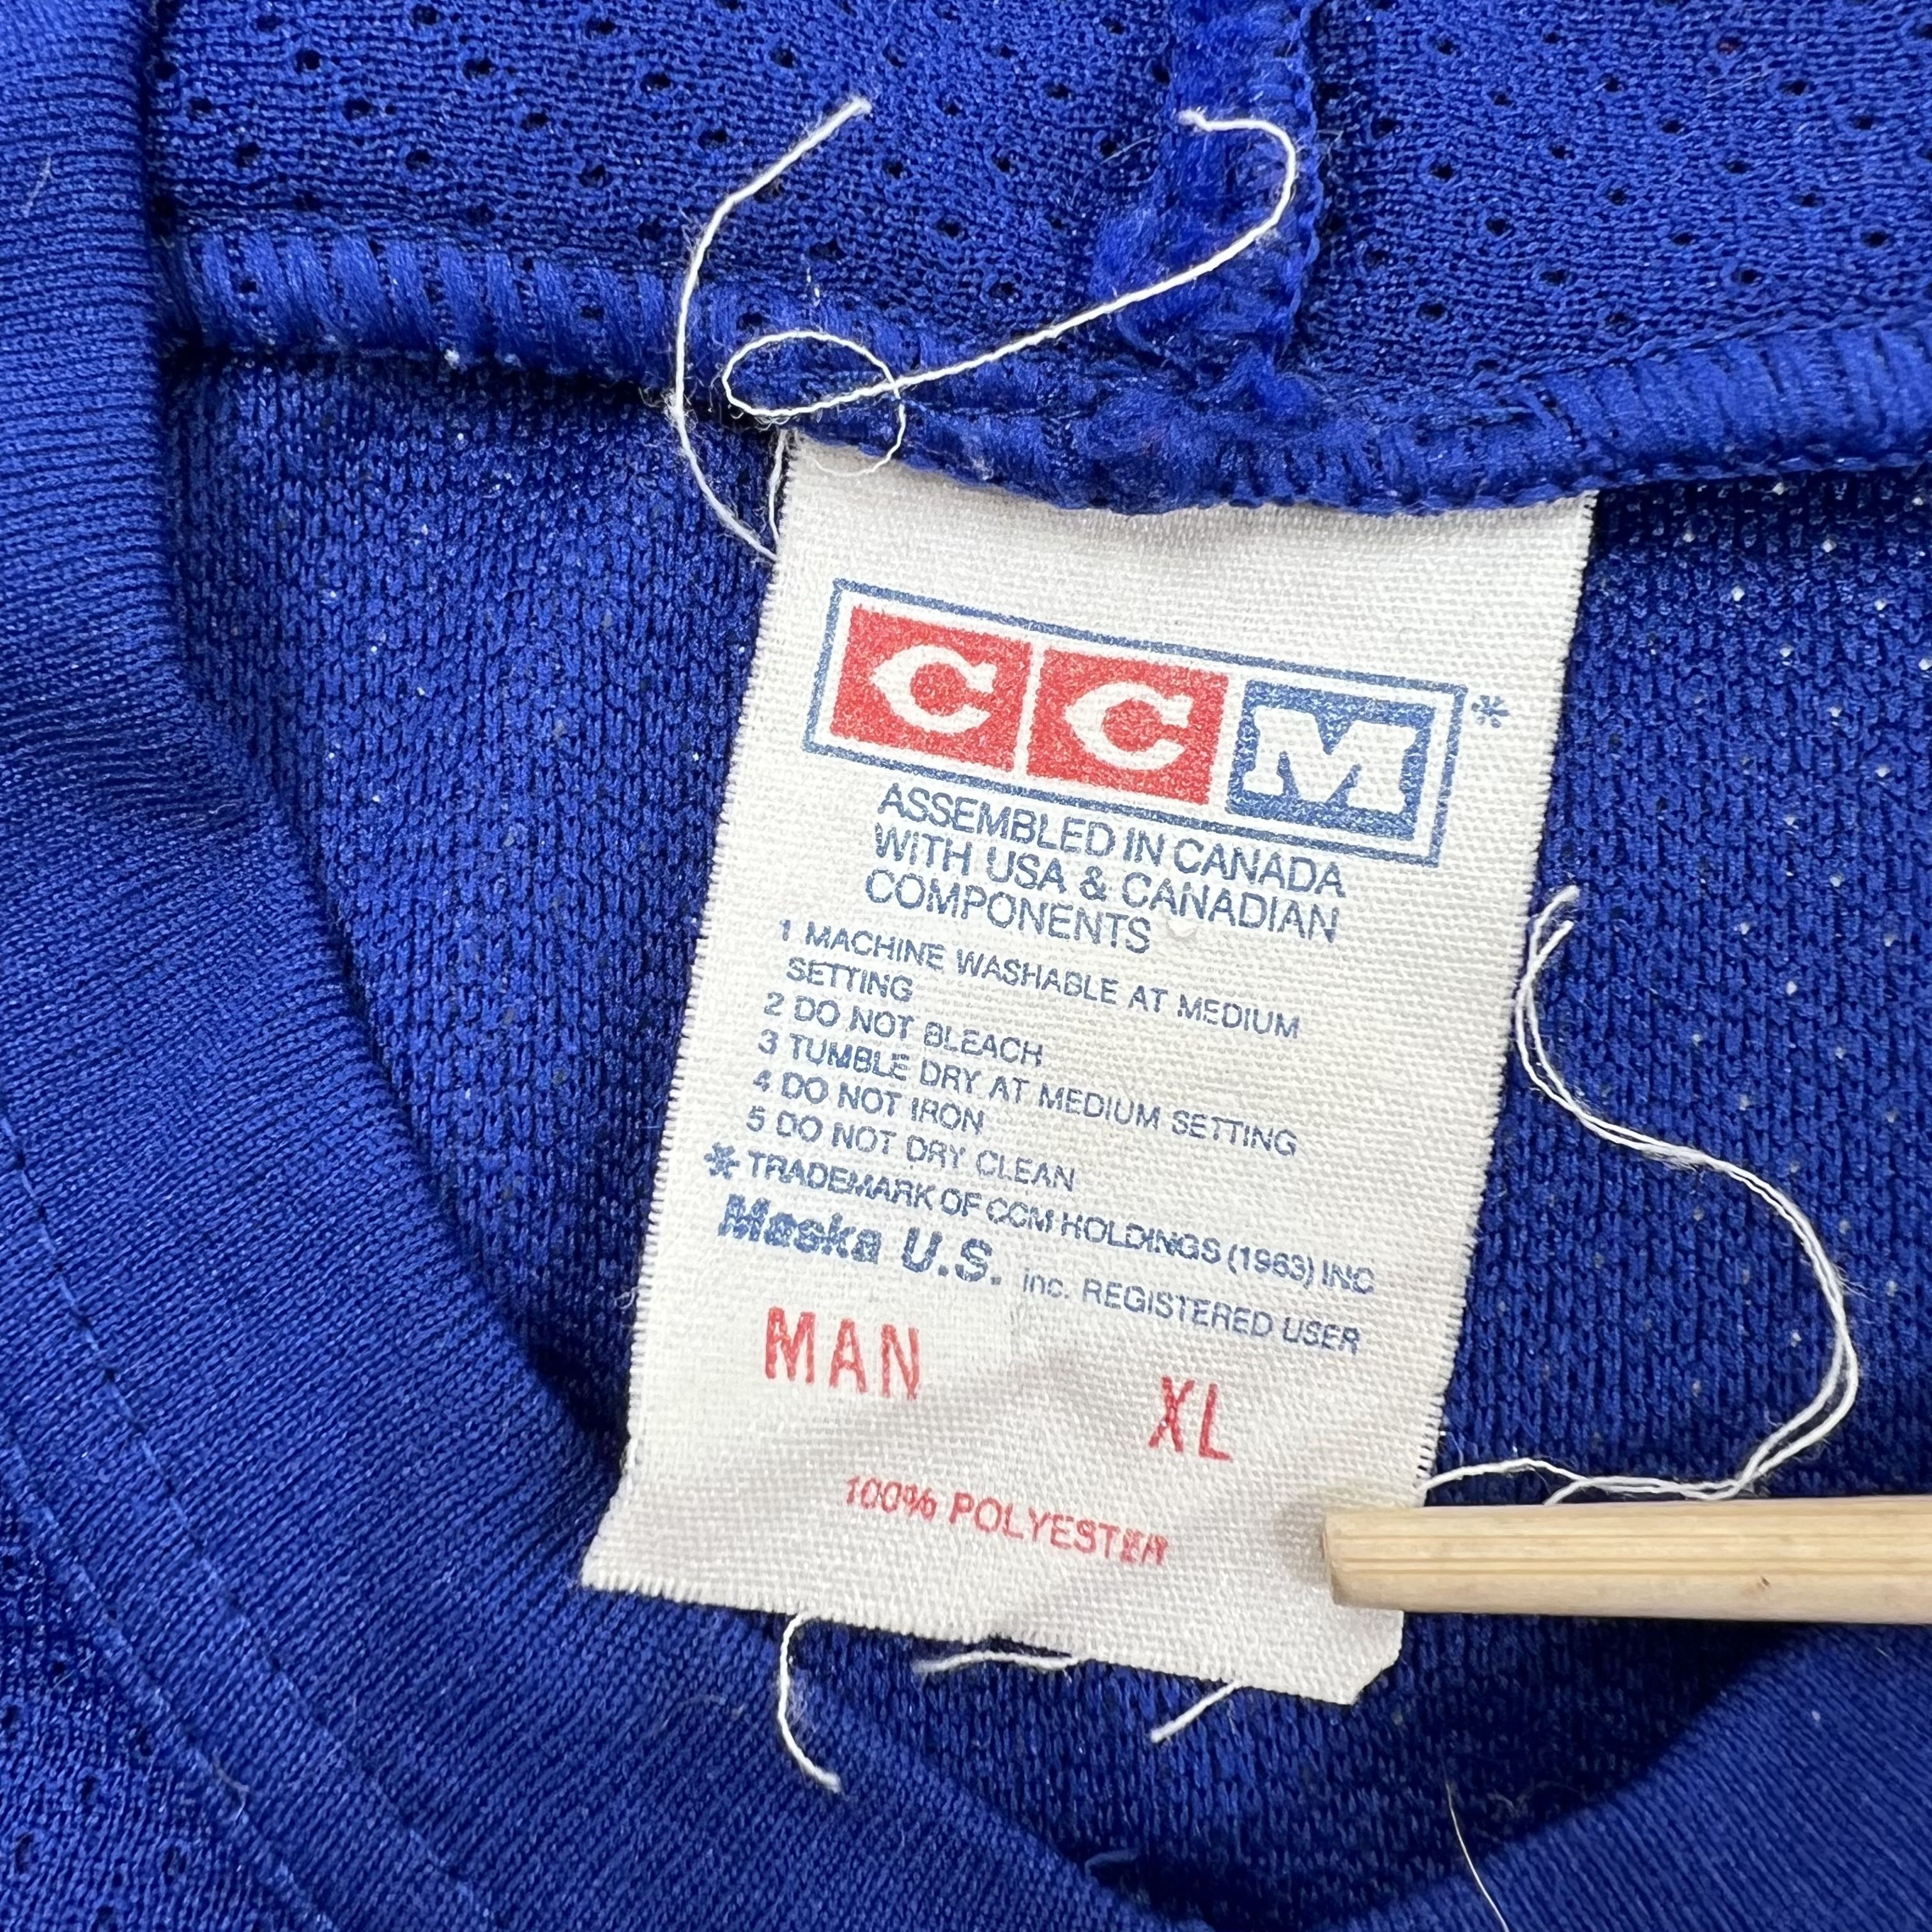 CCM*
ASSEMBLED IN CANADA
WITH USA & CANADIAN
COMPONENTS
1 MACHINE WASHABLE AT MEDIUM
SETTING
2 DO NOT BLEACH
3 TUMBLE DRY AT MEDIUM SETTING
4 DO NOT IRON
5 DO NOT DRY CLEAN
* TRADEMARK OF CCM HOLDINGS (1983) INC
Maska U.S. inc. REGISTERED USER
MAN XL
100% POLYESTER